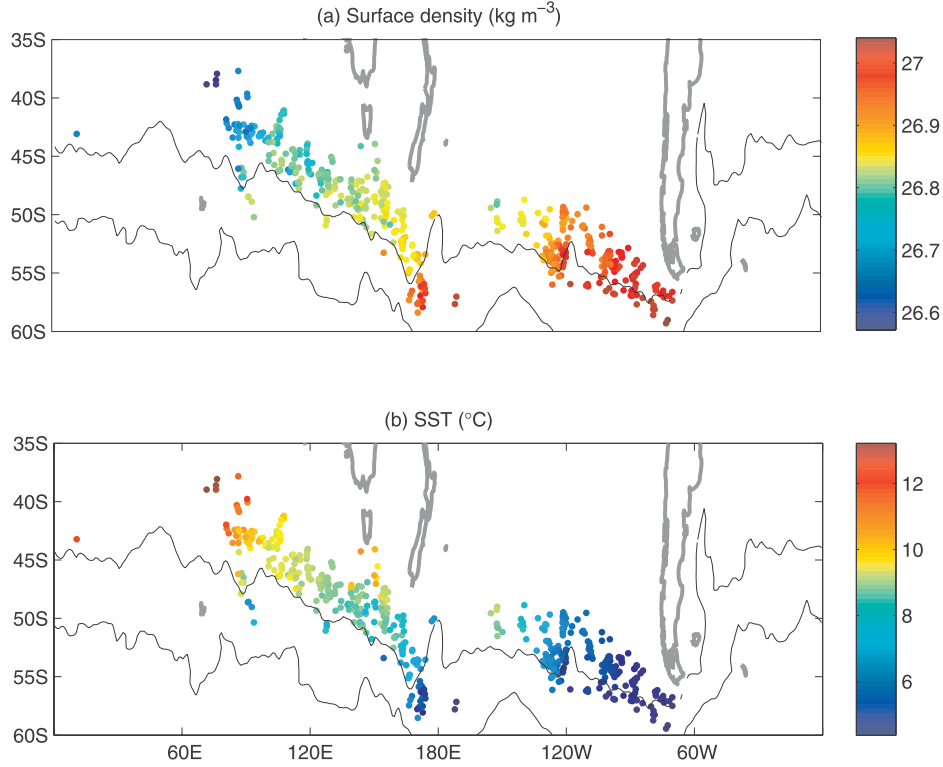 (a) Surface density (kg m⁻³)
35S
40S
45S
50S
55S
60S
27
26.9
26.8
26.7
26.6
(b) SST (°C)
35S
40S
45S
50S
55S
60S
60E
120E
180E
120W
60W
12
10
8
6